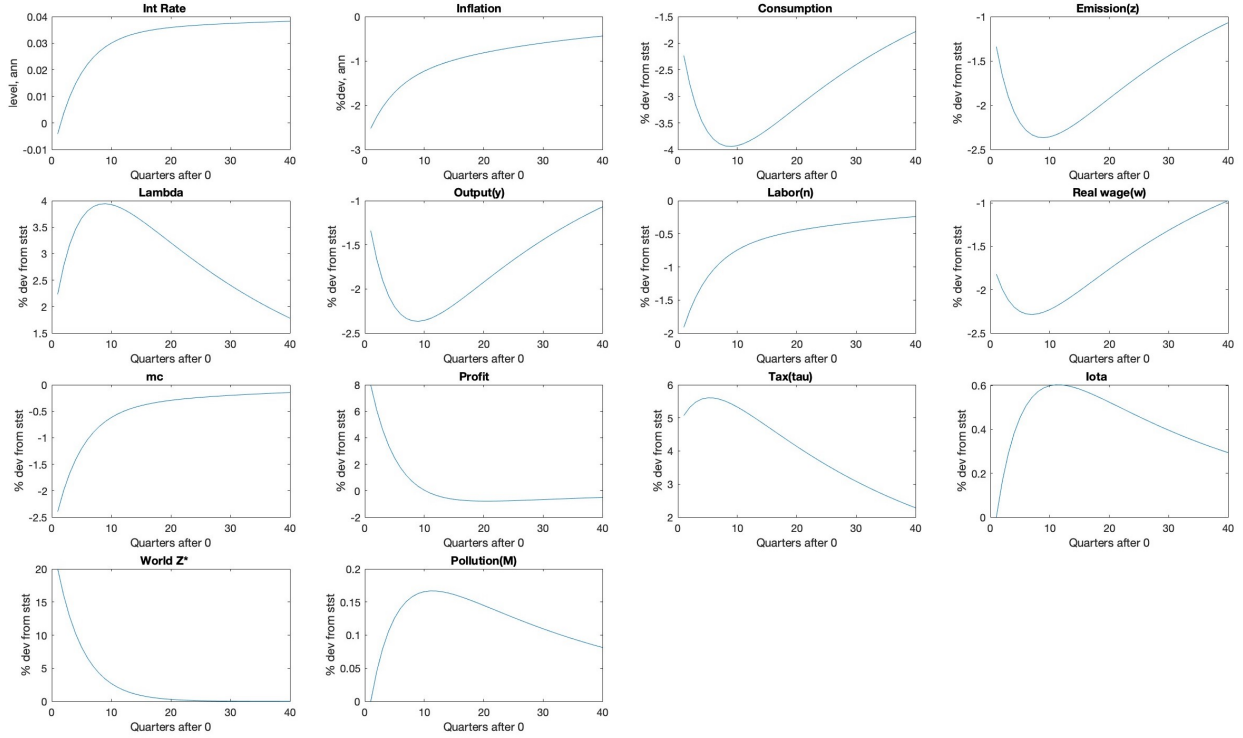 Int Rate
level, ann
0.04
0.03
0.02
0.01
0
-0.01
0 10 20 30 40
Quarters after 0
Inflation
%dev, ann
0
-1
-2
-3
0 10 20 30 40
Quarters after 0
Consumption
% dev from stst
-1.5
-2
-2.5
-3
-3.5
-4
0 10 20 30 40
Quarters after 0
Emission(z)
% dev from stst
-1
-1.5
-2
-2.5
0 10 20 30 40
Quarters after 0
Lambda
% dev from stst
4
3.5
3
2.5
2
1.5
0 10 20 30 40
Quarters after 0
Output(y)
% dev from stst
-1
-1.5
-2
-2.5
0 10 20 30 40
Quarters after 0
Labor(n)
% dev from stst
0
-0.5
-1
-1.5
-2
0 10 20 30 40
Quarters after 0
Real wage(w)
% dev from stst
-1
-1.5
-2
-2.5
0 10 20 30 40
Quarters after 0
mc
% dev from stst
0
-0.5
-1
-1.5
-2
-2.5
0 10 20 30 40
Quarters after 0
Profit
% dev from stst
8
6
4
2
0
-2
0 10 20 30 40
Quarters after 0
Tax(tau)
% dev from stst
6
5
4
3
2
0 10 20 30 40
Quarters after 0
Iota
% dev from stst
0.6
0.4
0.2
0
0 10 20 30 40
Quarters after 0
World Z*
% dev from stst
20
15
10
5
0
0 10 20 30 40
Quarters after 0
Pollution(M)
% dev from stst
0.2
0.15
0.1
0.05
0
0 10 20 30 40
Quarters after 0